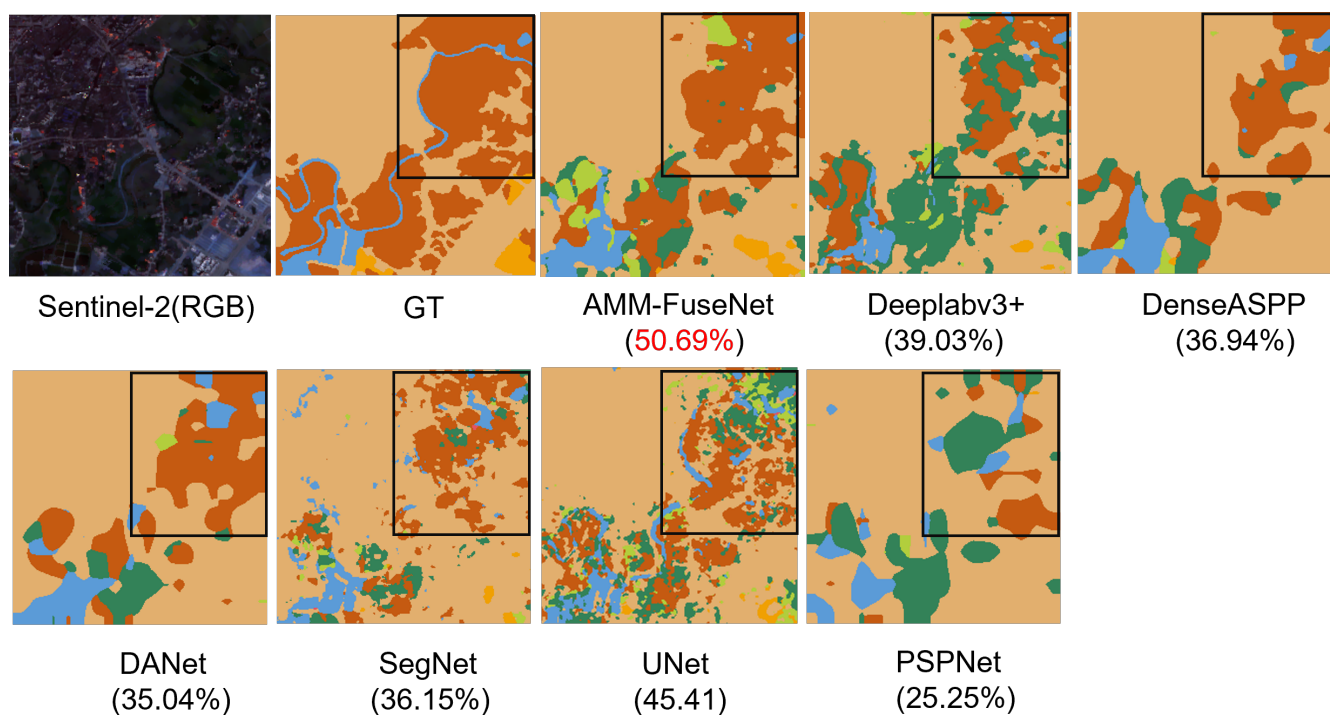 Sentinel-2(RGB)
GT
AMM-FuseNet
(50.69%)
Deeplabv3+
(39.03%)
DenseASPP
(36.94%)
DANet
(35.04%)
SegNet
(36.15%)
UNet
(45.41)
PSPNet
(25.25%)